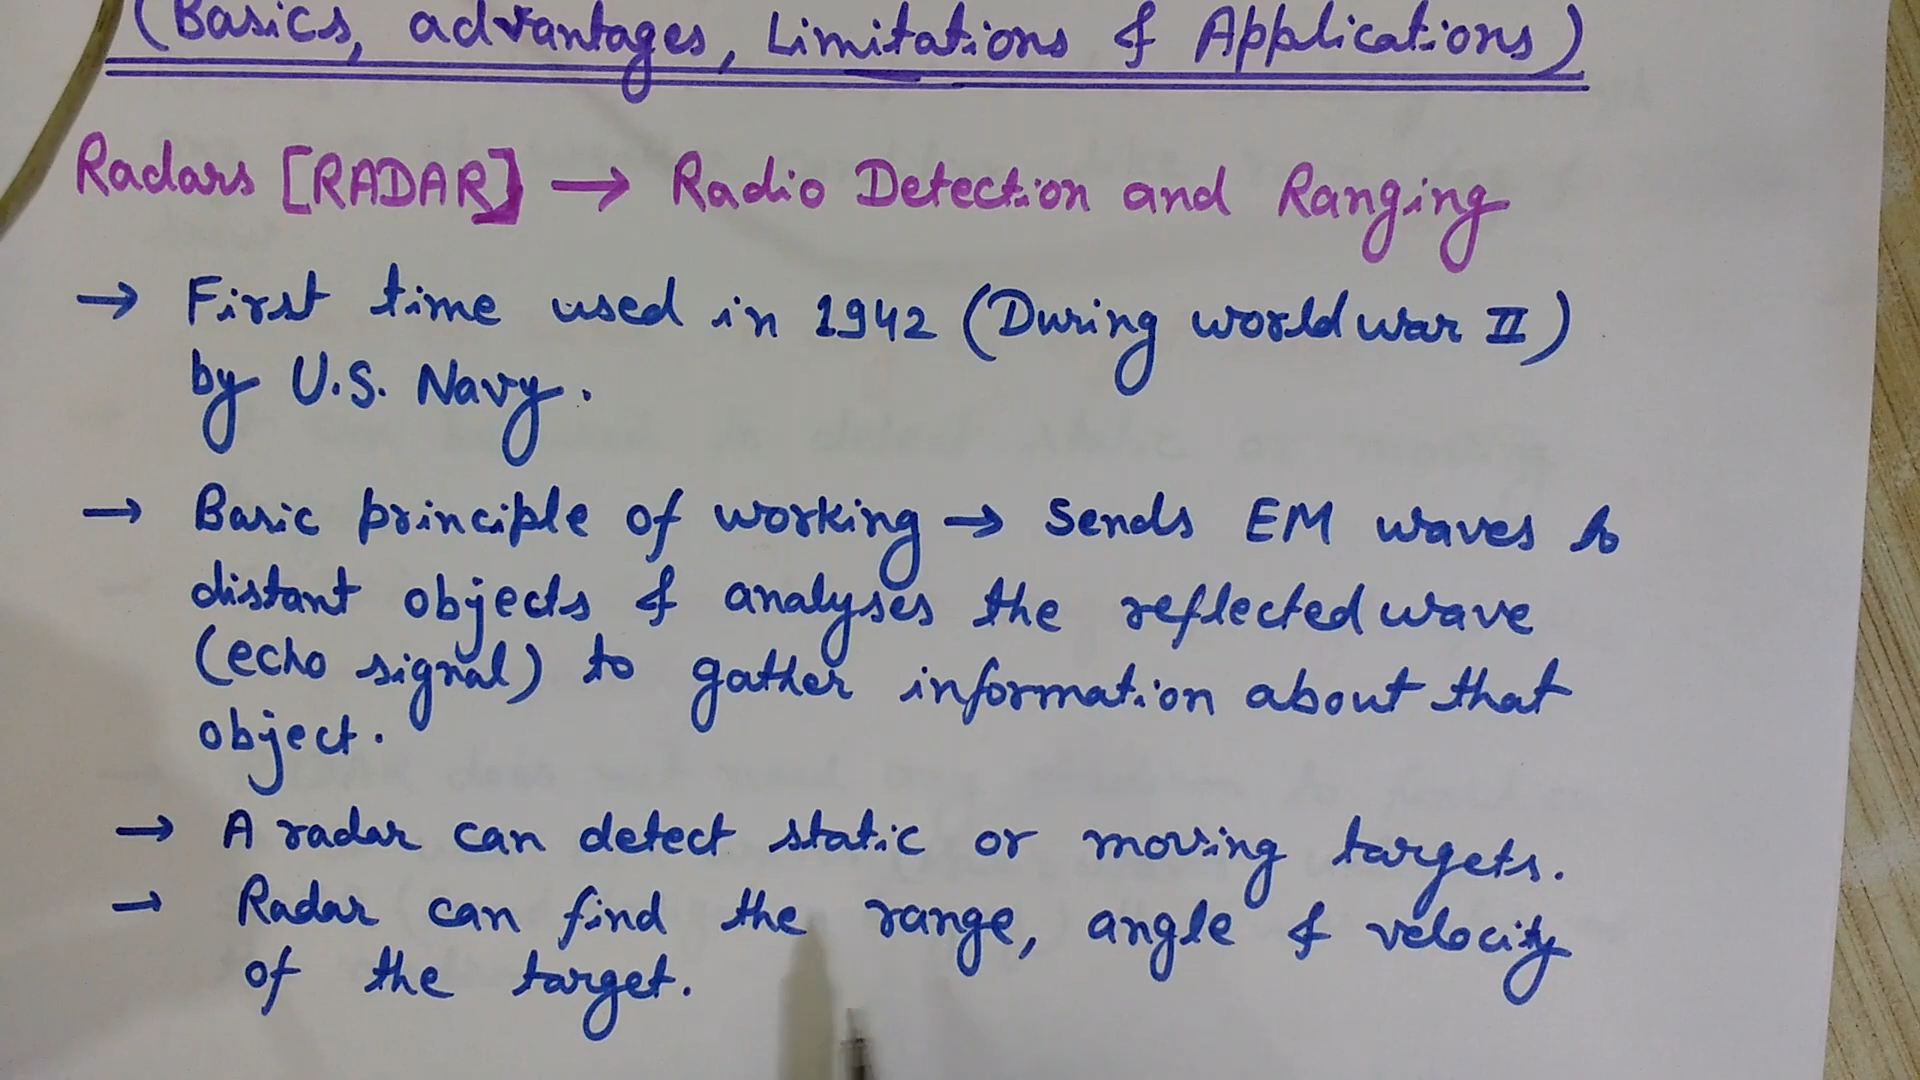 (Basics, advantages, Limitations & Applications)
Radars [RADAR] → Radio Detection and Ranging
→ First time used in 1942 (During world war II)
by U.S. Navy.
→ Basic principle of working → Sends EM waves to
distant objects & analyses the reflected wave
(echo signal) to gather information about that
object.
→ A radar can detect static or moving targets.
→ Radar can find the range, angle & velocity
of the target.